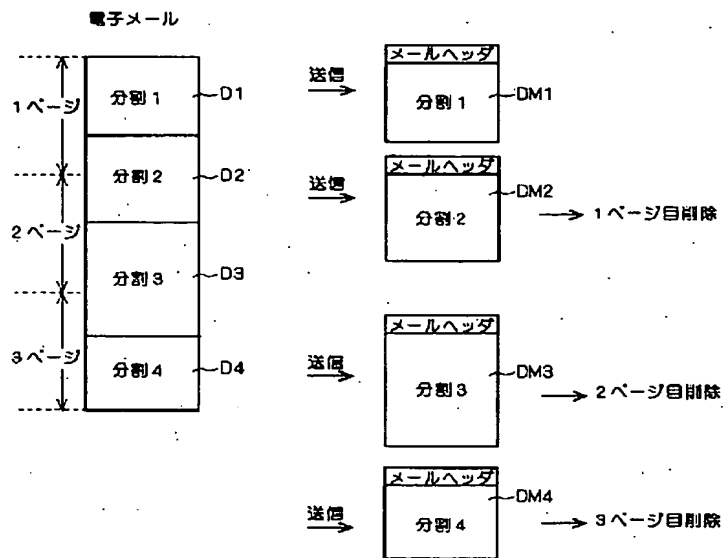 電子メール
1ページ
2ページ
3ページ
分割1
D1
分割2
D2
分割3
D3
分割4
D4
送信
メールヘッダ
分割1
DM1
送信
メールヘッダ
分割2
DM2
1ページ目削除
送信
メールヘッダ
分割3
DM3
2ページ目削除
送信
メールヘッダ
分割4
DM4
3ページ目削除